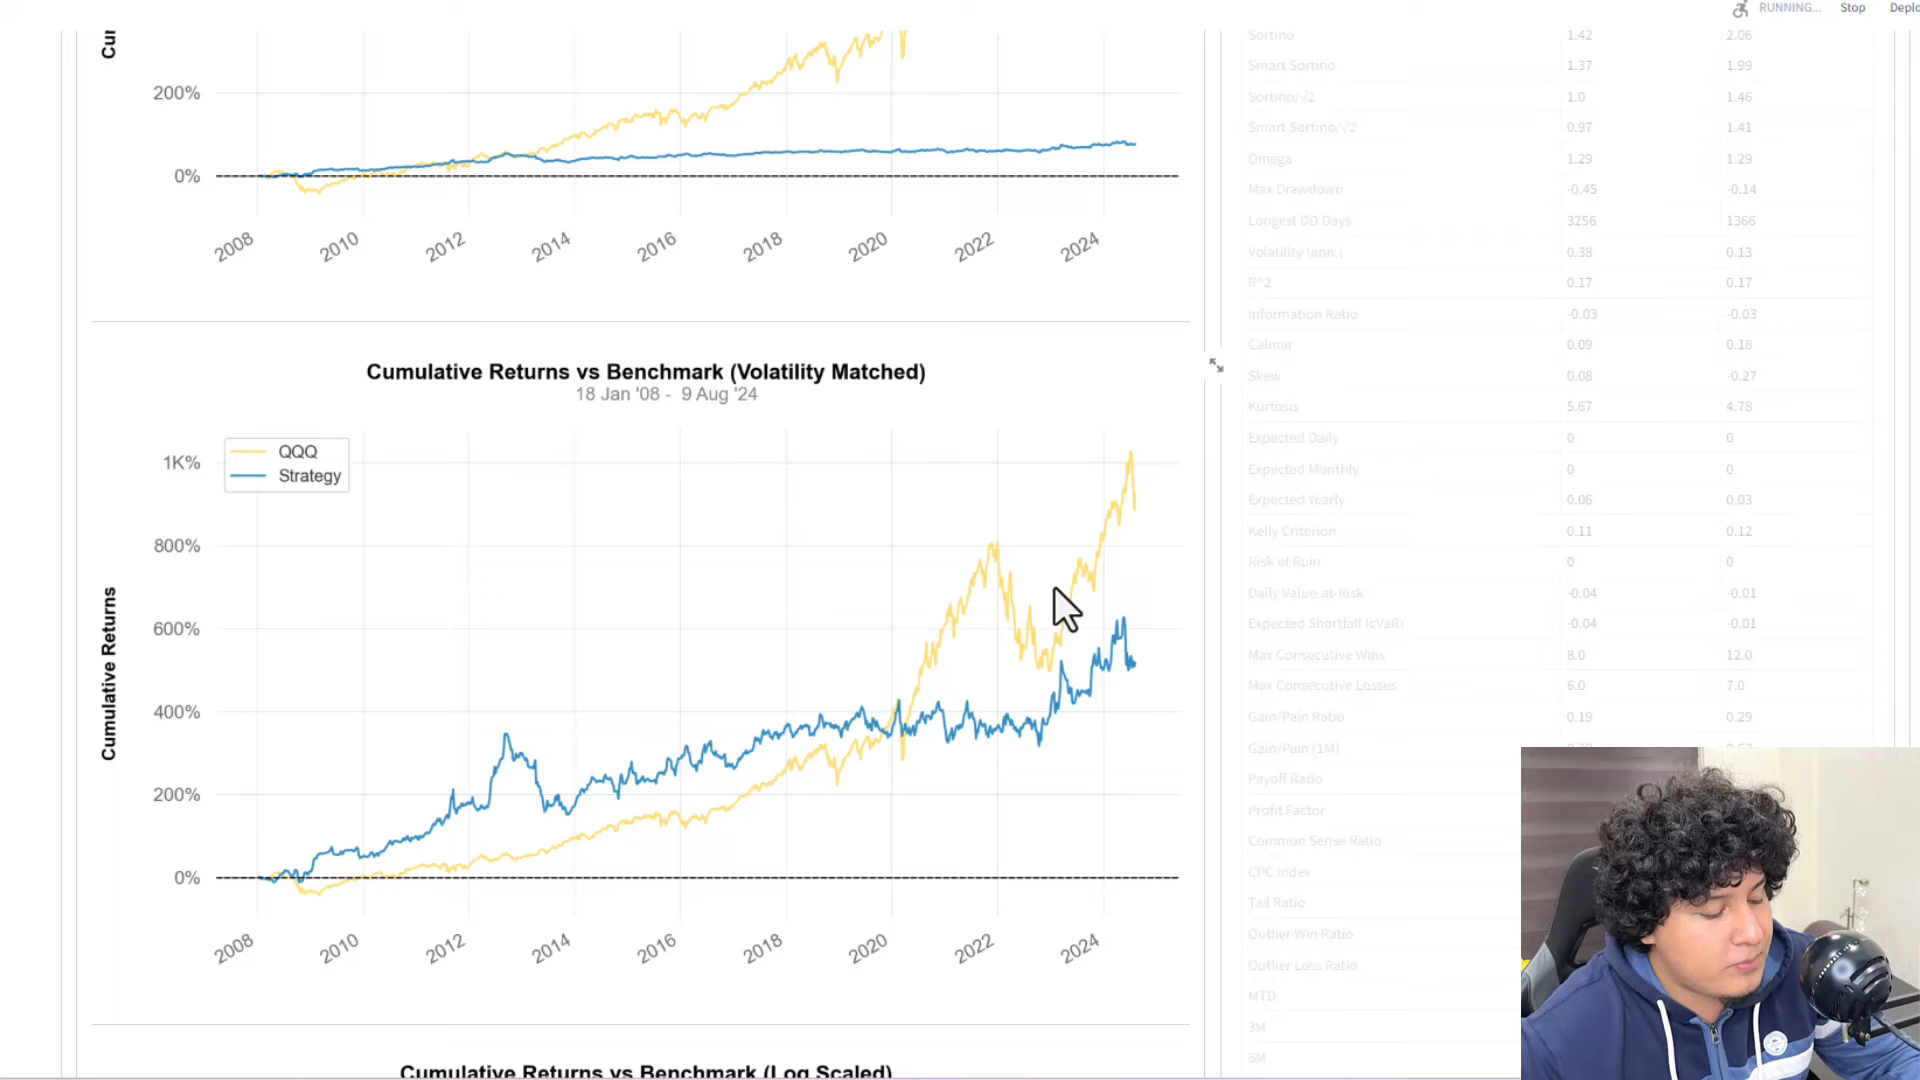 RUNNING... Stop
Cu
200%
0%
2008 2010 2012 2014 2016 2018 2020 2022 2024
Cumulative Returns vs Benchmark (Volatility Matched)
18 Jan '08 - 9 Aug '24
QQQ
Strategy
Cumulative Returns
1K%
800%
600%
400%
200%
0%
2008 2010 2012 2014 2016 2018 2020 2022 2024
Cumulative Returns vs Benchmark (Log Scaled)
Sortino 1.42 2.06
Smart Sortino 1.37 1.99
Sortino/√2 1.0 1.46
Smart Sortino/√2 0.97 1.41
Omega 1.29 1.29
Max Drawdown -0.45 -0.14
Longest DD Days 3256 1366
Volatility (ann.) 0.38 0.13
R^2 0.17 0.17
Information Ratio -0.03 -0.03
Calmar 0.09 0.18
Skew 0.08 -0.27
Kurtosis 5.67 4.78
Expected Daily 0 0
Expected Monthly 0 0
Expected Yearly 0.06 0.03
Kelly Criterion 0.11 0.12
Risk of Ruin 0 0
Daily Value-at-Risk -0.04 -0.01
Expected Shortfall (cVaR) -0.04 -0.01
Max Consecutive Wins 8.0 12.0
Max Consecutive Losses 6.0 7.0
Gain/Pain Ratio 0.19 0.29
Gain/Pain (1M)
Payoff Ratio
Profit Factor
Common Sense Ratio
CPC Index
Tail Ratio
Outlier Win Ratio
Outlier Loss Ratio
MTD
3M
6M